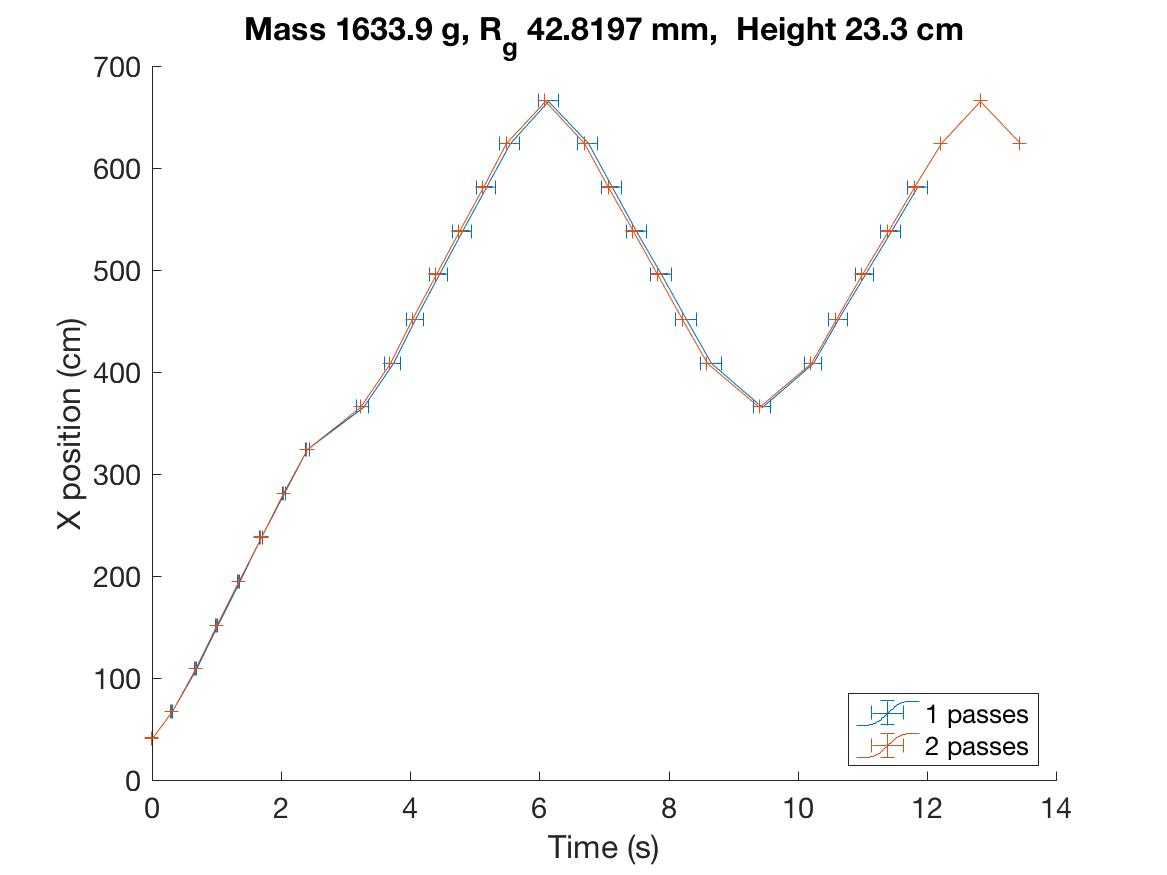 Mass 1633.9 g, Rg 42.8197 mm, Height 23.3 cm
700
600
500
400
300
200
100
0
X position (cm)
0 2 4 6 8 10 12 14
Time (s)
1 passes
2 passes